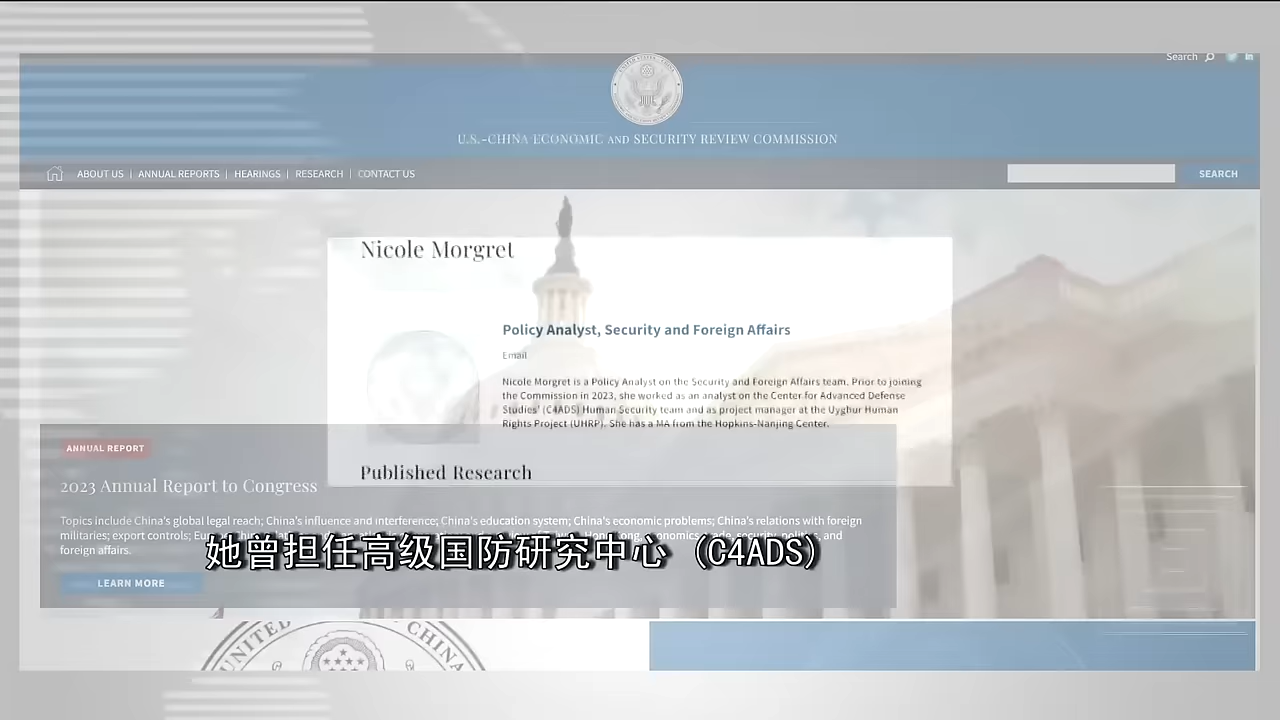 Search
U.S.-CHINA ECONOMIC AND SECURITY REVIEW COMMISSION
ABOUT US | ANNUAL REPORTS | HEARINGS | RESEARCH | CONTACT US
SEARCH
Nicole Morgret
Policy Analyst, Security and Foreign Affairs
Email
Nicole Morgret is a Policy Analyst on the Security and Foreign Affairs team. Prior to joining
the Commission in 2023, she worked as an analyst on the Center for Advanced Defense
Studies' (C4ADS) Human Security team and as project manager at the Uyghur Human
Rights Project (UHRP). She has a MA from the Hopkins-Nanjing Center.
Published Research
ANNUAL REPORT
2023 Annual Report to Congress
Topics include China's global legal reach; China's influence and interference; China's education system; China's economic problems; China's relations with foreign
militaries; export controls;
foreign affairs.
她曾担任高级国防研究中心 (C4ADS)
LEARN MORE
UNITED
CHINA